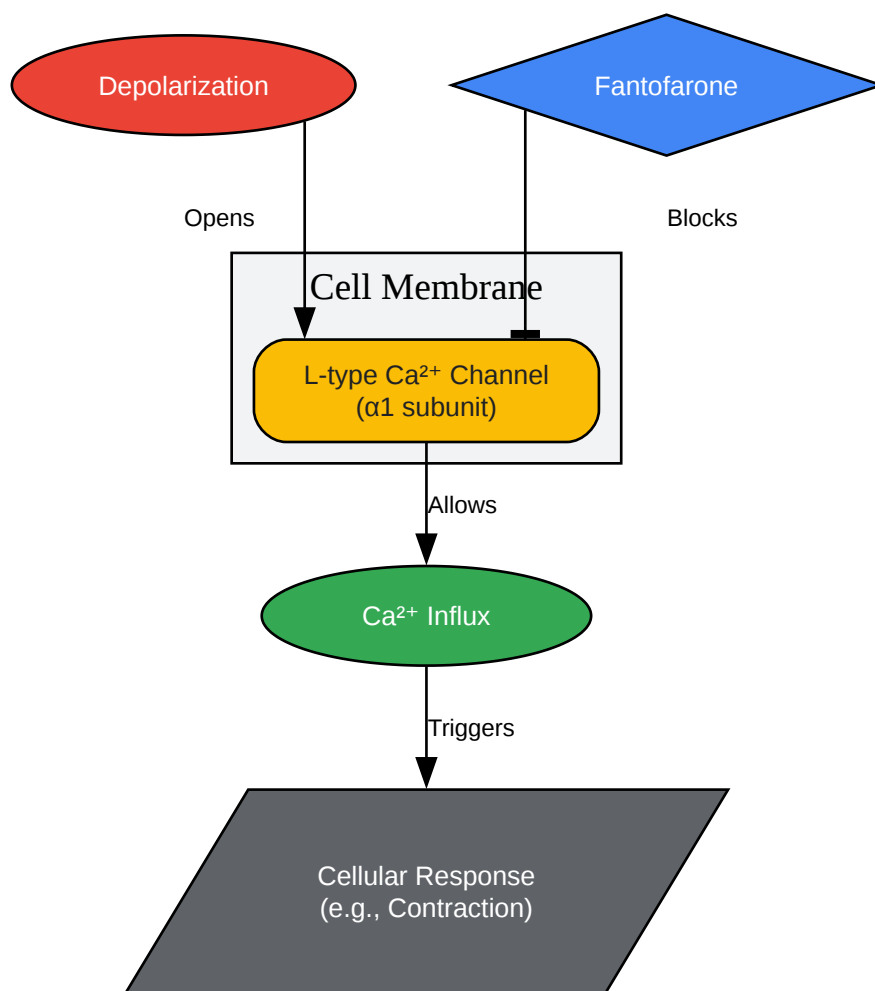 Depolarization
Fantofarone
Opens
Blocks
Cell Membrane
L-type Ca²⁺ Channel
(α1 subunit)
Allows
Ca²⁺ Influx
Triggers
Cellular Response
(e.g., Contraction)